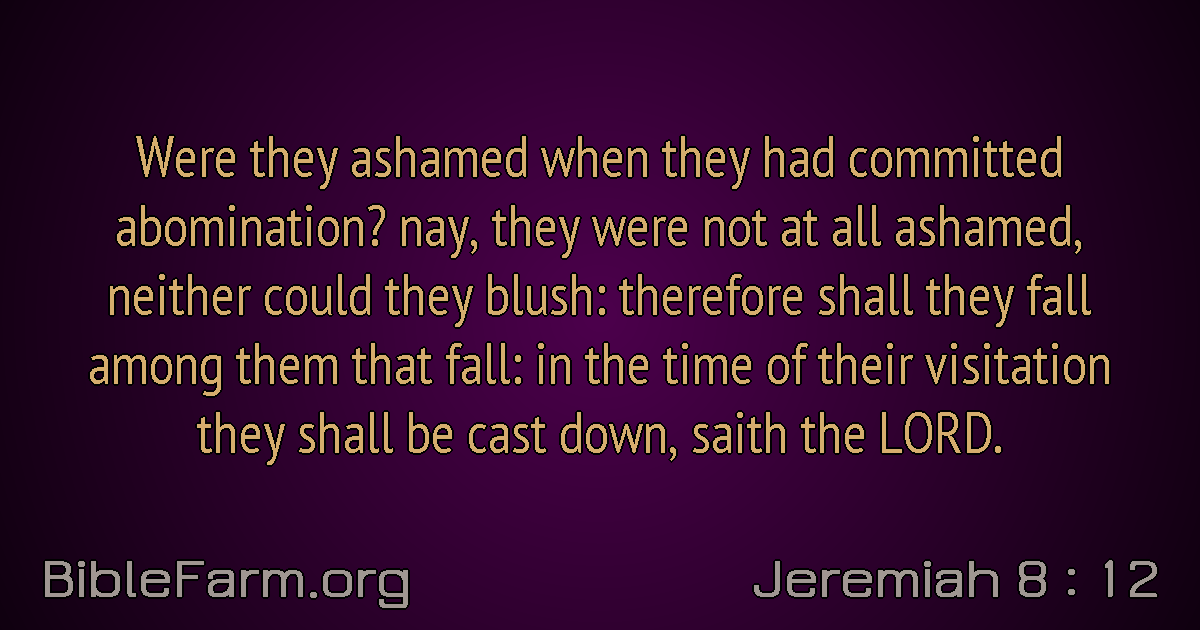 Were they ashamed when they had committed
abomination? nay, they were not at all ashamed,
neither could they blush: therefore shall they fall
among them that fall: in the time of their visitation
they shall be cast down, saith the LORD.
BibleFarm.org
Jeremiah 8 : 12